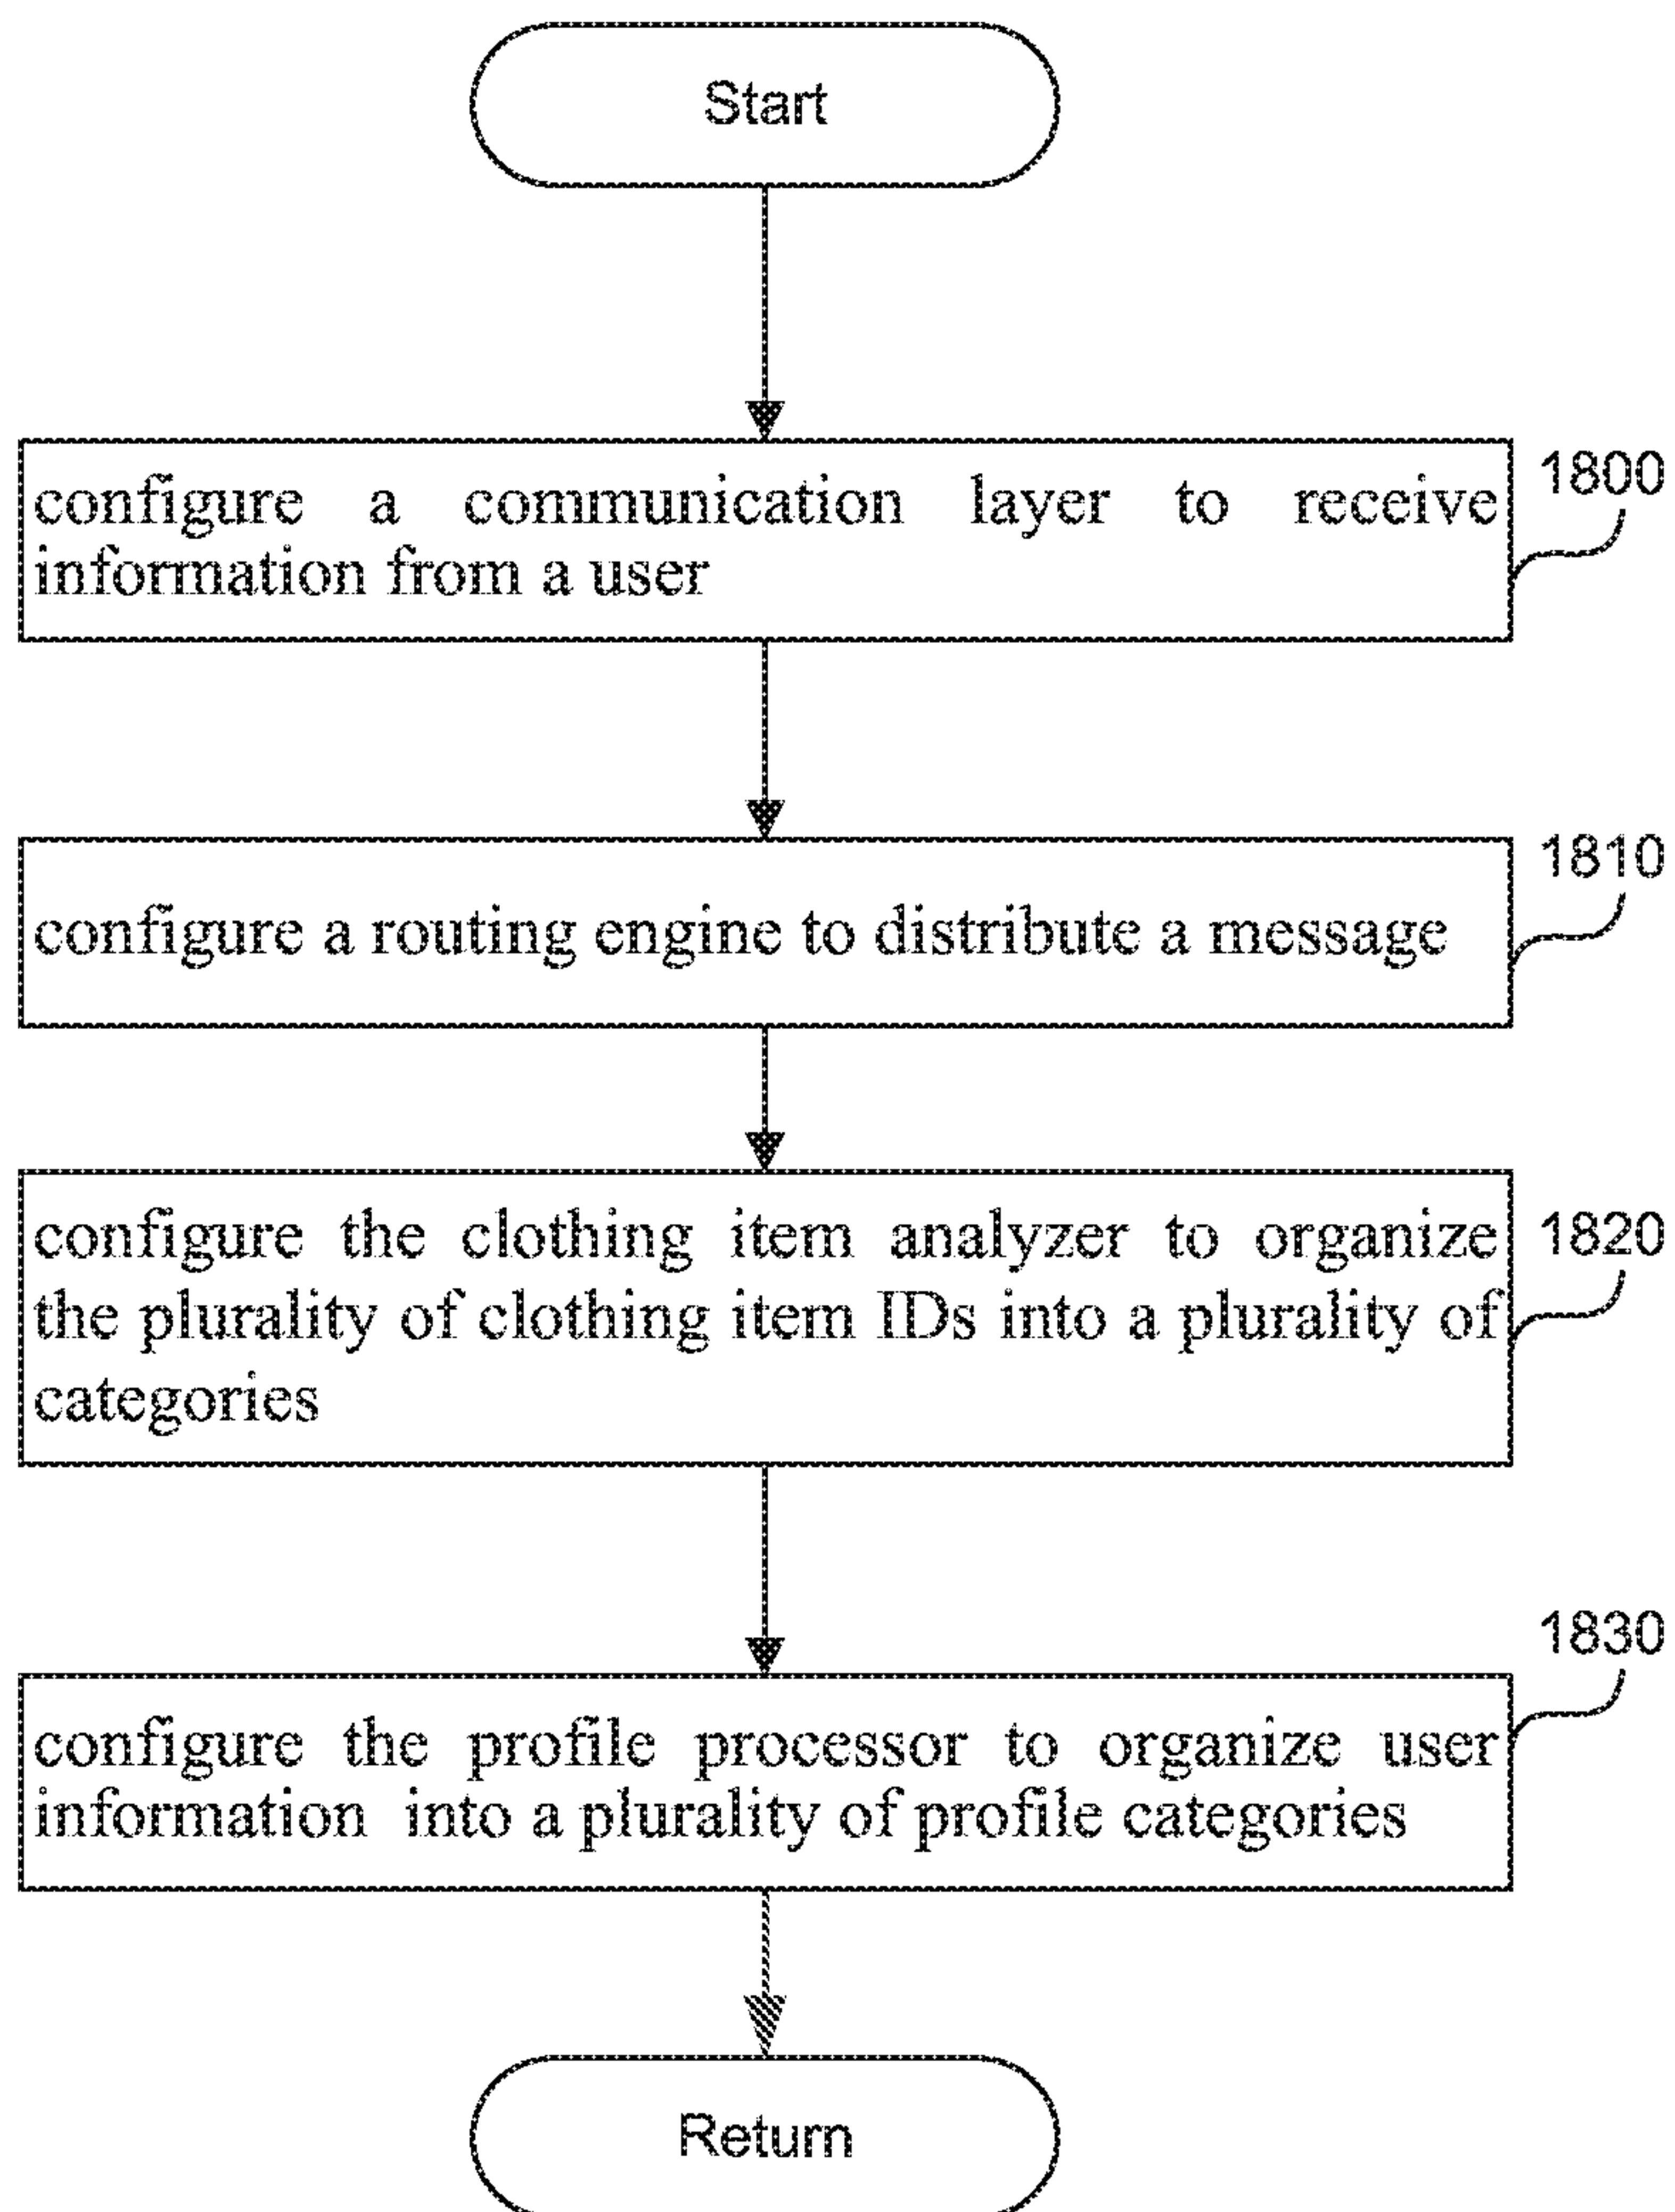 Start
configure a communication layer to receive
information from a user
1800
configure a routing engine to distribute a message
1810
configure the clothing item analyzer to organize
the plurality of clothing item IDs into a plurality of
categories
1820
configure the profile processor to organize user
information into a plurality of profile categories
1830
Return